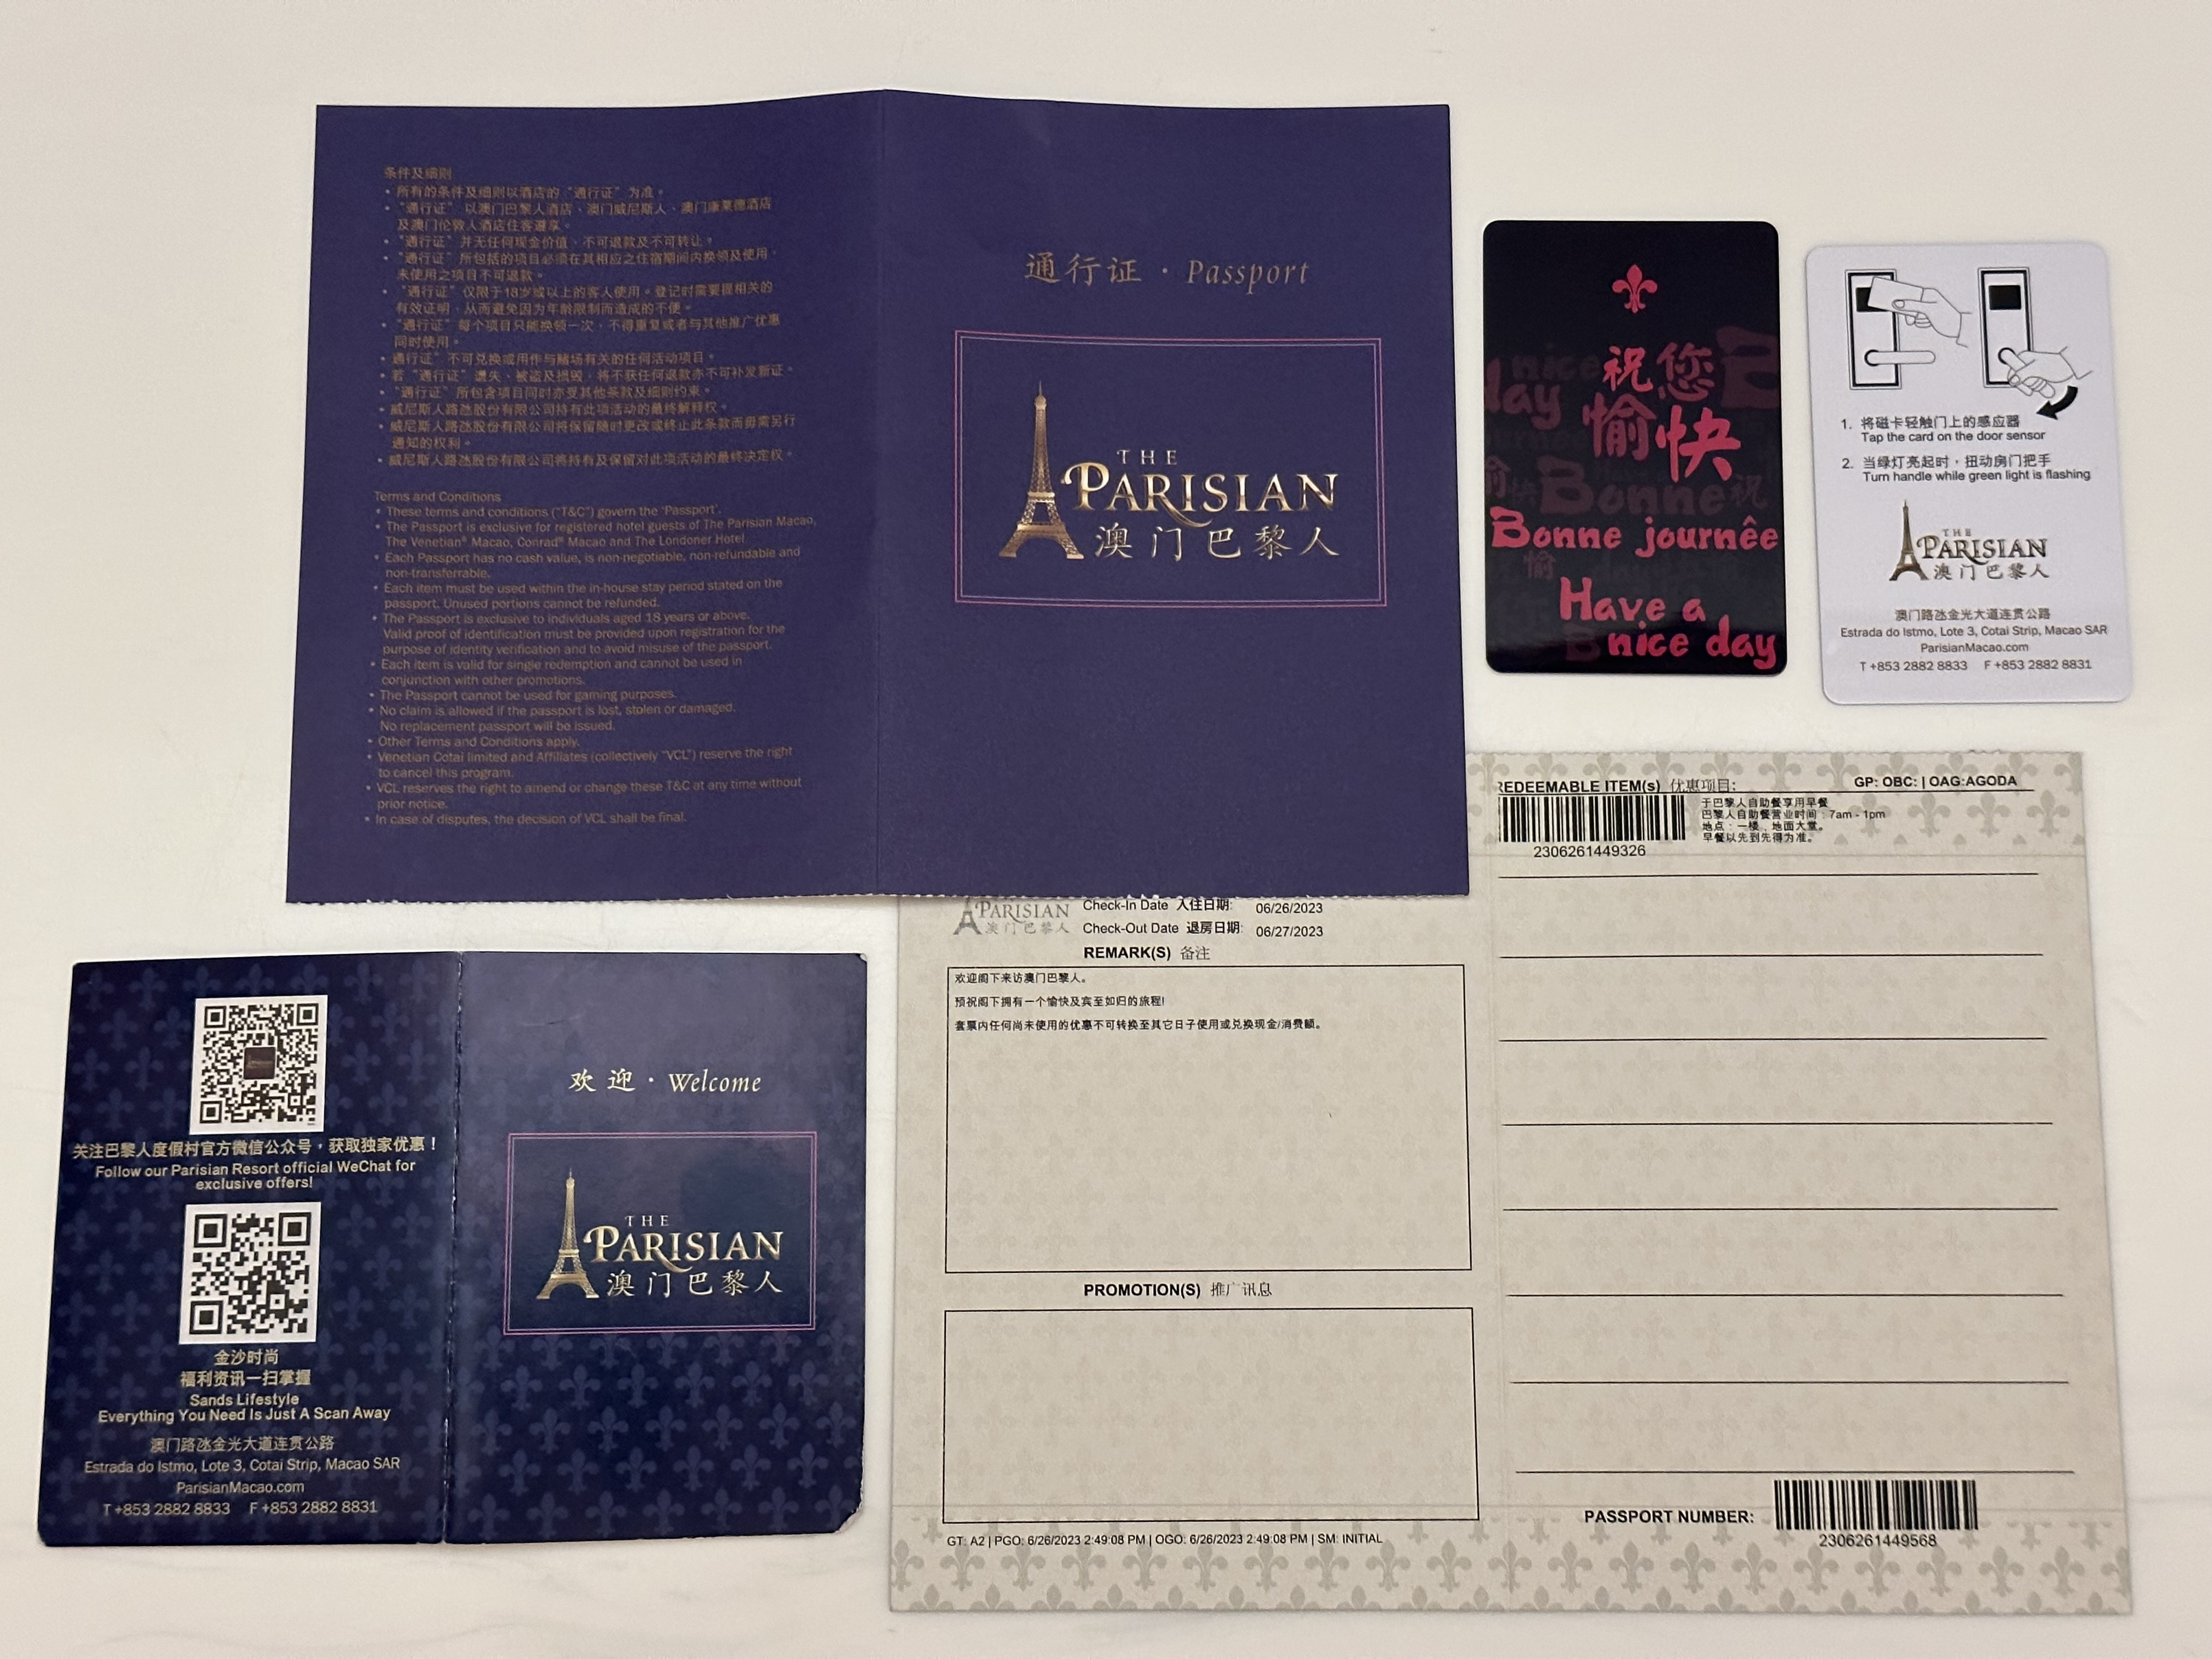 条件及细则
• 所有的条件及细则以酒店的“通行证”为准。
• “通行证”以澳门巴黎人酒店、澳门威尼斯人、澳门康莱德酒店
及澳门伦敦人酒店住客遵享。
• “通行证”并无任何现金价值，不可退款及不可转让。
• “通行证”所包括的项目必须在其相应之住宿期间内换领及使用，
未使用之项目不可退款。
• “通行证”仅限于18岁或以上的客人使用。登记时需要提相关的
有效证明，从而避免因为年龄限制而造成的不便。
• “通行证”每个项目只能换领一次，不得重复或者与其他推广优惠
同时使用。
• 通行证”不可兑换或用作与赌场有关的任何活动项目。
• 若“通行证”遗失、被盗及损毁，将不获任何退款亦不可补发新证。
• “通行证”所包含项目同时亦受其他条款及细则约束。
• 威尼斯人路氹股份有限公司持有此项活动的最终解释权。
• 威尼斯人路氹股份有限公司将保留随时更改或终止此条款而毋需另行
通知的权利。
• 威尼斯人路氹股份有限公司将持有及保留对此项活动的最终决定权。
Terms and Conditions
• These terms and conditions (“T&C”) govern the ‘Passport’.
• The Passport is exclusive for registered hotel guests of The Parisian Macao,
The Venetian® Macao, Conrad® Macao and The Londoner Hotel
• Each Passport has no cash value, is non-negotiable, non-refundable and
non-transferrable.
• Each item must be used within the in-house stay period stated on the
passport. Unused portions cannot be refunded.
• The Passport is exclusive to individuals aged 18 years or above.
Valid proof of identification must be provided upon registration for the
purpose of identity verification and to avoid misuse of the passport.
• Each item is valid for single redemption and cannot be used in
conjunction with other promotions.
• The Passport cannot be used for gaming purposes.
• No claim is allowed if the passport is lost, stolen or damaged.
No replacement passport will be issued.
• Other Terms and Conditions apply.
• Venetian Cotai limited and Affiliates (collectively “VCL”) reserve the right
to cancel this program.
• VCL reserves the right to amend or change these T&C at any time without
prior notice.
• In case of disputes, the decision of VCL shall be final.
通行证 · Passport
THE
PARISIAN
澳门巴黎人
祝您
愉快
Bonne journée
Have a
nice day
1. 将磁卡轻触门上的感应器
Tap the card on the door sensor
2. 当绿灯亮起时，扭动房门把手
Turn handle while green light is flashing
THE
PARISIAN
澳门巴黎人
澳门路氹金光大道连贯公路
Estrada do Istmo, Lote 3, Cotai Strip, Macao SAR
ParisianMacao.com
T +853 2882 8833 F +853 2882 8831
关注巴黎人度假村官方微信公众号，获取独家优惠！
Follow our Parisian Resort official WeChat for
exclusive offers!
金沙时尚
福利资讯一扫掌握
Sands Lifestyle
Everything You Need Is Just A Scan Away
澳门路氹金光大道连贯公路
Estrada do Istmo, Lote 3, Cotai Strip, Macao SAR
ParisianMacao.com
T +853 2882 8833 F +853 2882 8831
欢迎 · Welcome
THE
PARISIAN
澳门巴黎人
PARISIAN
澳门巴黎人
Check-In Date 入住日期: 06/26/2023
Check-Out Date 退房日期: 06/27/2023
REMARK(S) 备注
欢迎阁下来访澳门巴黎人。
预祝阁下拥有一个愉快及宾至如归的旅程!
套票内任何尚未使用的优惠不可转换至其它日子使用或兑换现金/消费额。
PROMOTION(S) 推广讯息
GT: A2 | PGO: 6/26/2023 2:49:08 PM | OGO: 6/26/2023 2:49:08 PM | SM: INITIAL
REDEEMABLE ITEM(s) 优惠项目: GP: OBC: | OAG:AGODA
于巴黎人自助餐享用早餐
巴黎人自助餐营业时间：7am - 1pm
地点：一楼，地面大堂。
早餐以先到先得为准。
2306261449326
PASSPORT NUMBER:
2306261449568